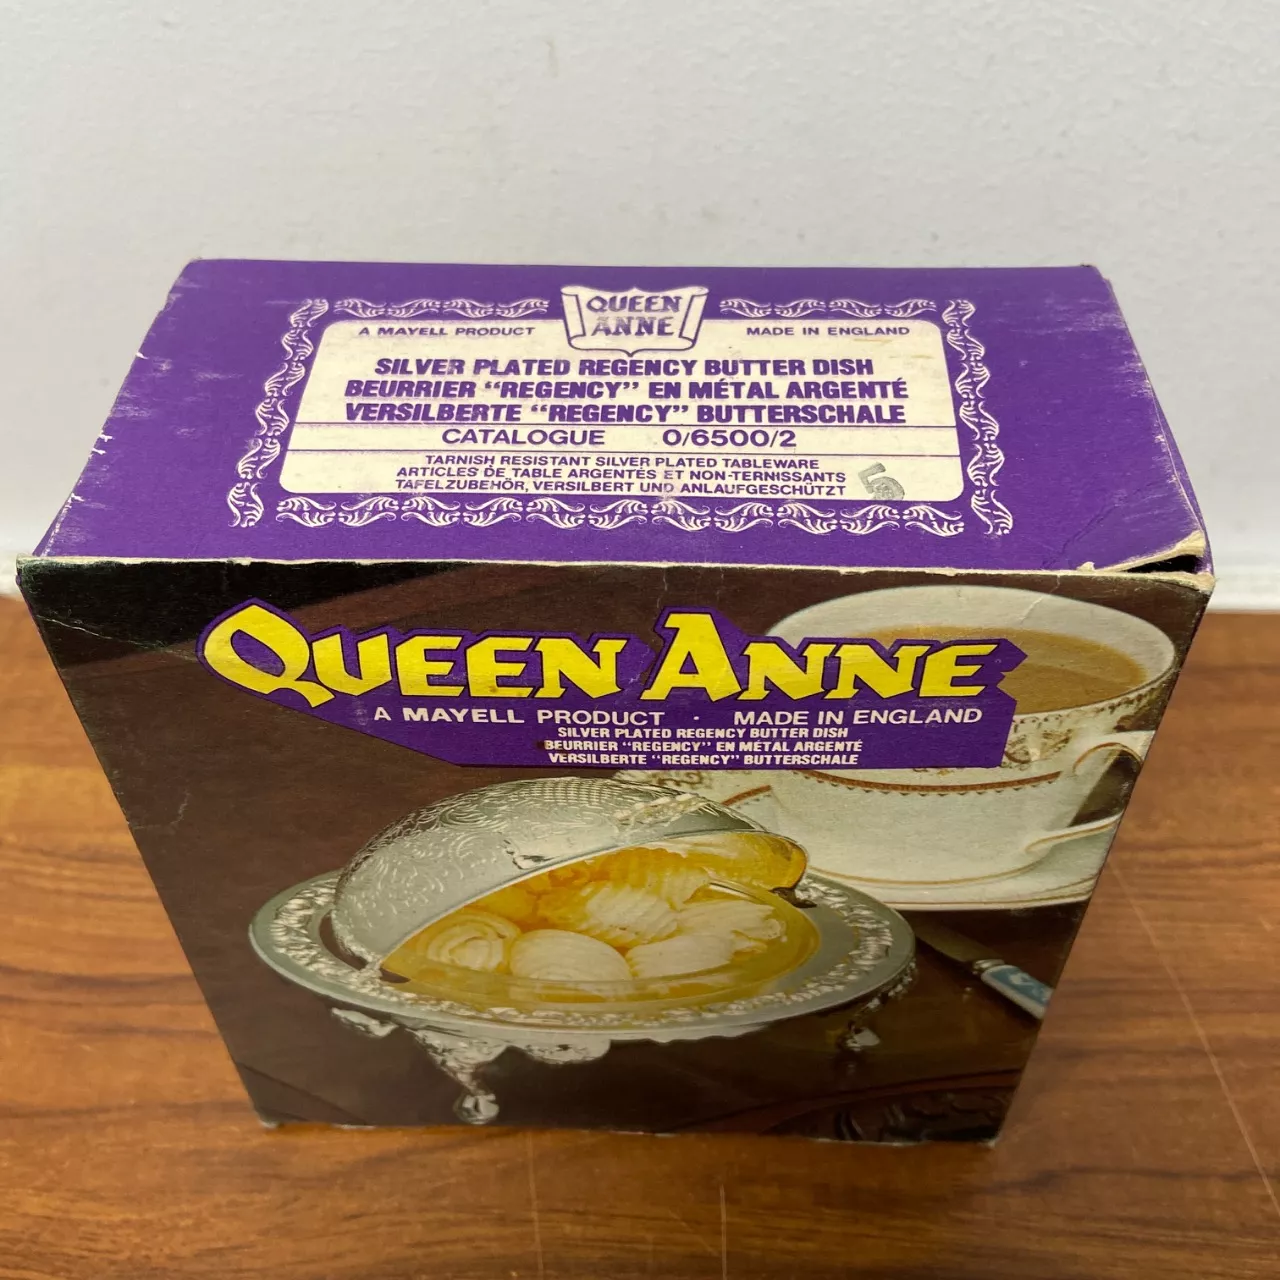 QUEEN
ANNE
A MAYELL PRODUCT
MADE IN ENGLAND
SILVER PLATED REGENCY BUTTER DISH
BEURRIER "REGENCY" EN MÉTAL ARGENTÉ
VERSILBERTE "REGENCY" BUTTERSCHALE
CATALOGUE 0/6500/2
TARNISH RESISTANT SILVER PLATED TABLEWARE
ARTICLES DE TABLE ARGENTÉS ET NON-TERNISSANTS
TAFELZUBEHÖR, VERSILBERT UND ANLAUFGESCHÜTZT
5
QUEEN ANNE
A MAYELL PRODUCT · MADE IN ENGLAND
SILVER PLATED REGENCY BUTTER DISH
BEURRIER "REGENCY" EN MÉTAL ARGENTÉ
VERSILBERTE "REGENCY" BUTTERSCHALE